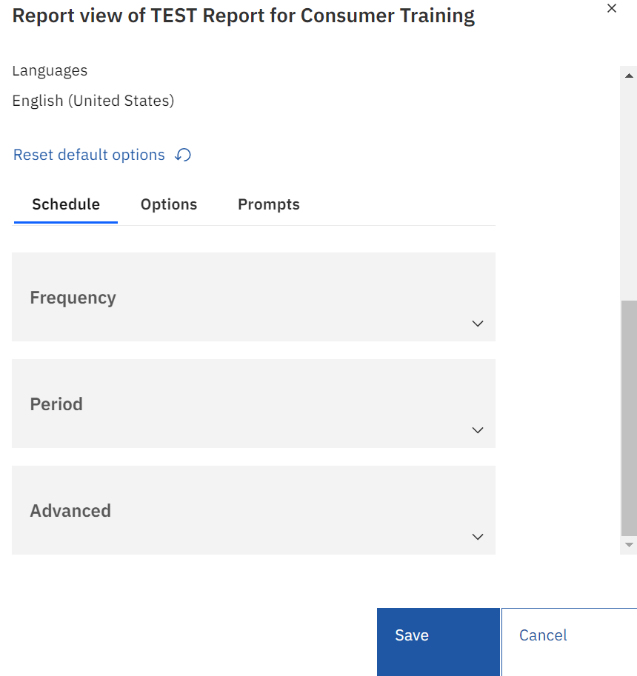 Report view of TEST Report for Consumer Training
Languages
English (United States)
Reset default options
Schedule Options Prompts
Frequency
Period
Advanced
Save Cancel